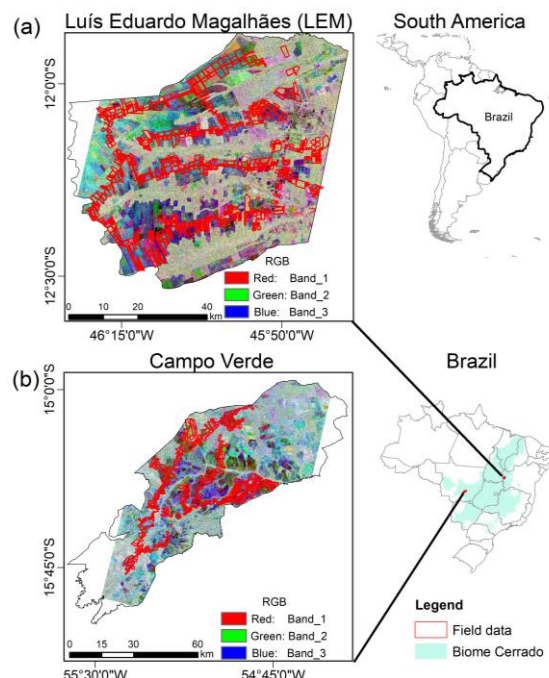 (a) Luís Eduardo Magalhães (LEM)
12°0'0"S
12°30'0"S
RGB
Red: Band_1
Green: Band_2
Blue: Band_3
0 10 20 40
km
46°15'0"W 45°50'0"W
South America
Brazil
(b) Campo Verde
15°0'0"S
15°45'0"S
RGB
Red: Band_1
Green: Band_2
Blue: Band_3
0 15 30 60
km
55°30'0"W 54°45'0"W
Brazil
Legend
Field data
Biome Cerrado